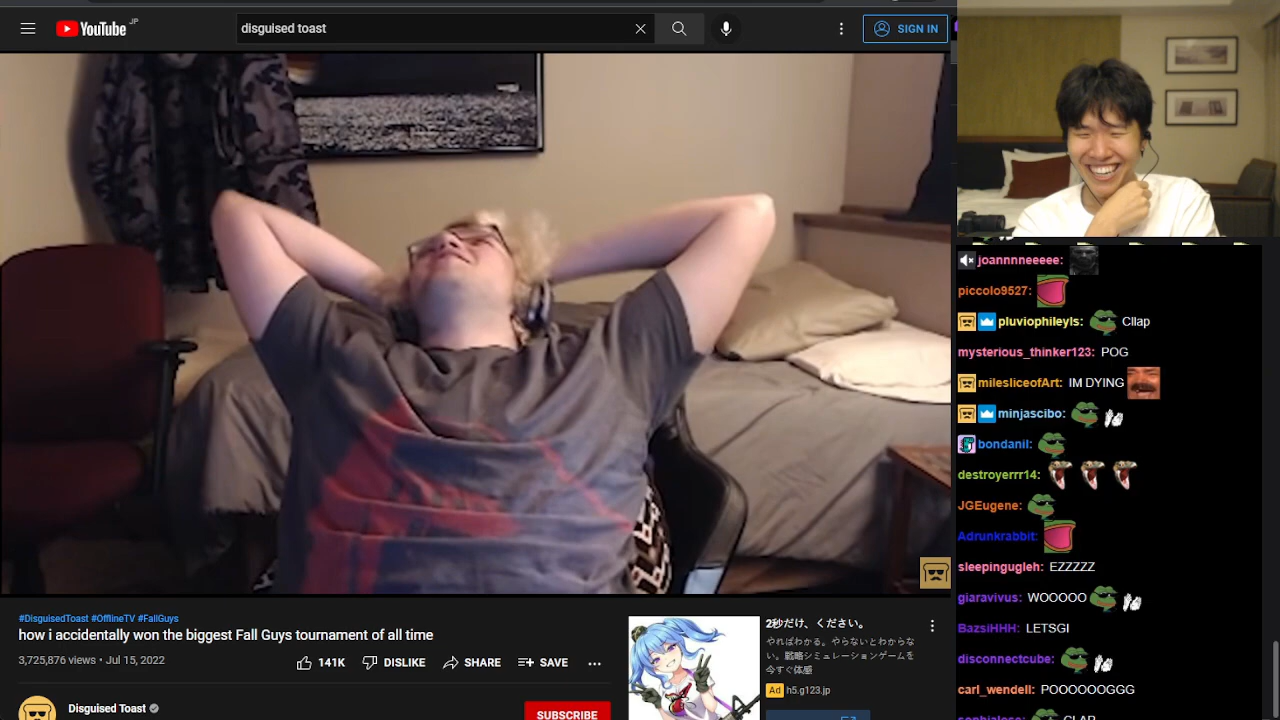 YouTube JP
disguised toast
SIGN IN
#DisguisedToast #OfflineTV #FallGuys
how i accidentally won the biggest Fall Guys tournament of all time
3,725,876 views • Jul 15, 2022
141K
DISLIKE
SHARE
SAVE
Disguised Toast
SUBSCRIBE
2秒だけ、ください。
やればわかる。やらないとわからな
い。戦略シミュレーションゲームを
今すぐ体感
Ad h5.g123.jp
joannnneeeee:
piccolo9527:
pluviophileyls: Cllap
mysterious_thinker123: POG
milesliceofArt: IM DYING
minjascibo:
bondanil:
destroyerrr14:
JGEugene:
Adrunkrabbit:
sleepingugleh: EZZZZZ
giaravivus: WOOOOO
BazsiHHH: LETSGI
disconnectcube:
carl_wendell: POOOOOOGGG